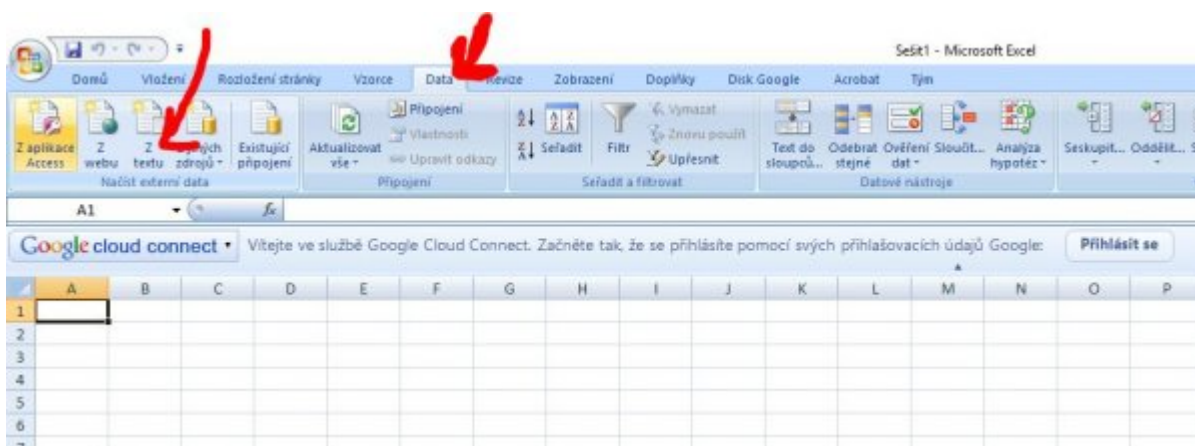 Sešit1 - Microsoft Excel
Domů Vložení Rozložení stránky Vzorce Data Revize Zobrazení Doplňky Disk Google Acrobat Tým
Z aplikace Access
Z webu
Z textu
zdrojů
Existující připojení
Načíst externí data
Aktualizovat vše
Připojení
Vlastnosti
Upravit odkazy
Připojení
Seřadit
Filtr
Vymazat
Znovu použít
Upřesnit
Seřadit a filtrovat
Text do sloupců...
Odebrat stejné
Ověření dat
Sloučit...
Analýza hypotéz
Datové nástroje
Seskupit...
Oddělit...
A1 fx
Google cloud connect Vítejte ve službě Google Cloud Connect. Začněte tak, že se přihlásíte pomocí svých přihlašovacích údajů Google: Přihlásit se
A B C D E F G H I J K L M N O P
1
2
3
4
5
6